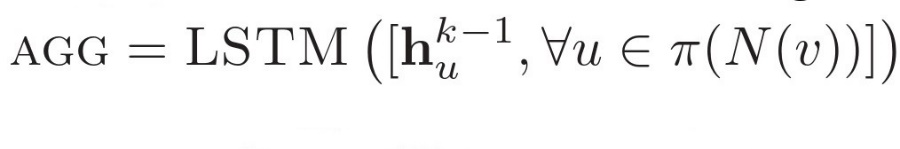 AGG = LSTM ([h_u^{k-1}, ∀u ∈ π(N(v))])